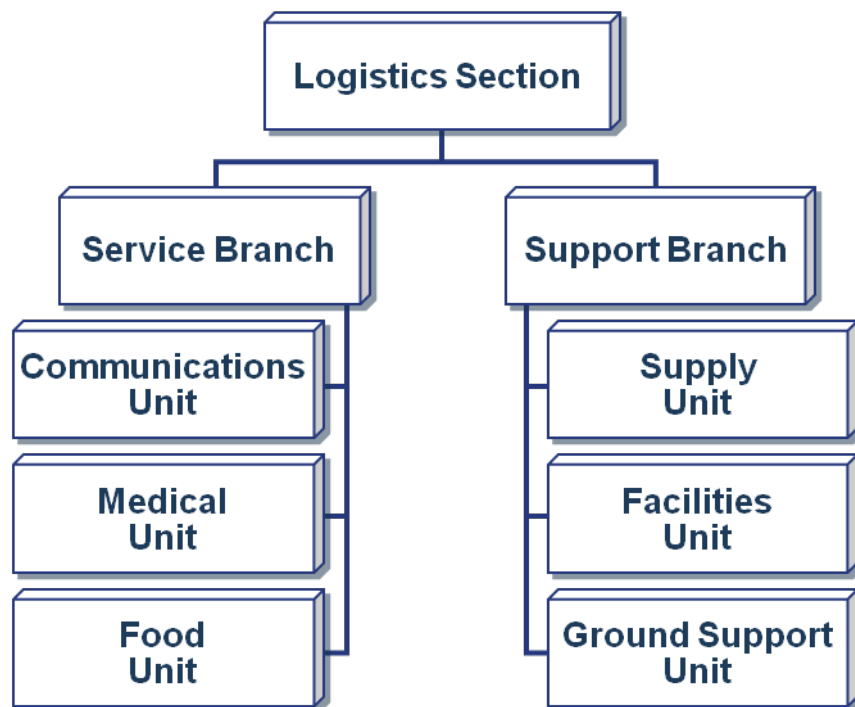 Logistics Section
Service Branch
Support Branch
Communications
Unit
Supply
Unit
Medical
Unit
Facilities
Unit
Food
Unit
Ground Support
Unit